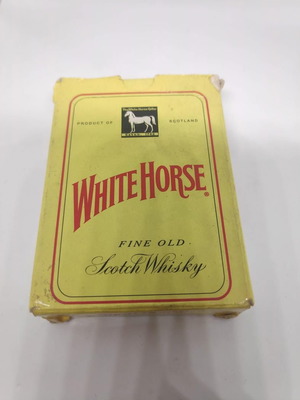 PRODUCT OF SCOTLAND
WHITE HORSE
FINE OLD
Scotch Whisky